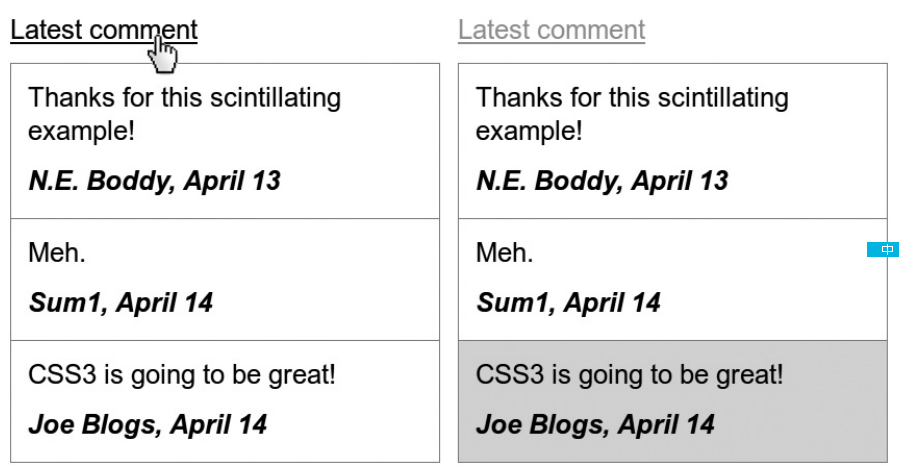 Latest comment
Thanks for this scintillating
example!
N.E. Boddy, April 13
Meh.
Sum1, April 14
CSS3 is going to be great!
Joe Blogs, April 14
Latest comment
Thanks for this scintillating
example!
N.E. Boddy, April 13
Meh.
Sum1, April 14
CSS3 is going to be great!
Joe Blogs, April 14